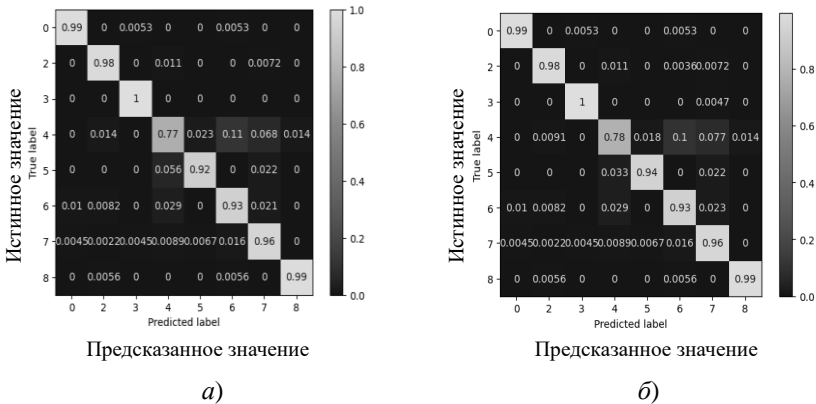 Истинное значение
True label
0 0.99 0 0.0053 0 0 0.0053 0 0
2 0 0.98 0 0.011 0 0 0.0072 0
3 0 0 1 0 0 0 0 0
4 0 0.014 0 0.77 0.023 0.11 0.068 0.014
5 0 0 0 0.056 0.92 0 0.022 0
6 0.01 0.0082 0 0.029 0 0.93 0.021 0
7 0.0045 0.0022 0.0045 0.0089 0.0067 0.016 0.96 0
8 0 0.0056 0 0 0 0.0056 0 0.99
0 2 3 4 5 6 7 8
Predicted label
1.0
0.8
0.6
0.4
0.2
0.0
Предсказанное значение
а)
Истинное значение
True label
0 0.99 0 0.0053 0 0 0.0053 0 0
2 0 0.98 0 0.011 0 0.0036 0.0072 0
3 0 0 1 0 0 0 0.0047 0
4 0 0.0091 0 0.78 0.018 0.1 0.077 0.014
5 0 0 0 0.033 0.94 0 0.022 0
6 0.01 0.0082 0 0.029 0 0.93 0.023 0
7 0.0045 0.0022 0.0045 0.0089 0.0067 0.016 0.96 0
8 0 0.0056 0 0 0 0.0056 0 0.99
0 2 3 4 5 6 7 8
Predicted label
0.8
0.6
0.4
0.2
0.0
Предсказанное значение
б)